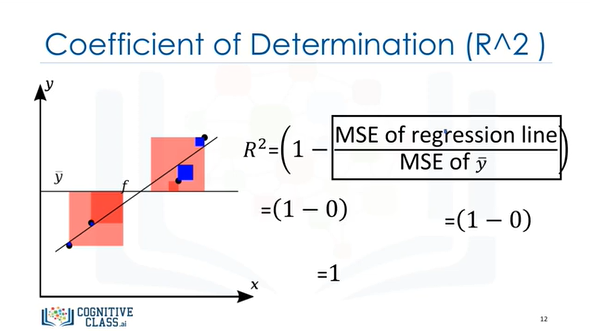 Coefficient of Determination (R^2 )
y
ȳ
f
x
R²=(1 − MSE of regression line
MSE of ȳ)
=(1 − 0)
=(1 − 0)
=1
COGNITIVE
CLASS.ai
12